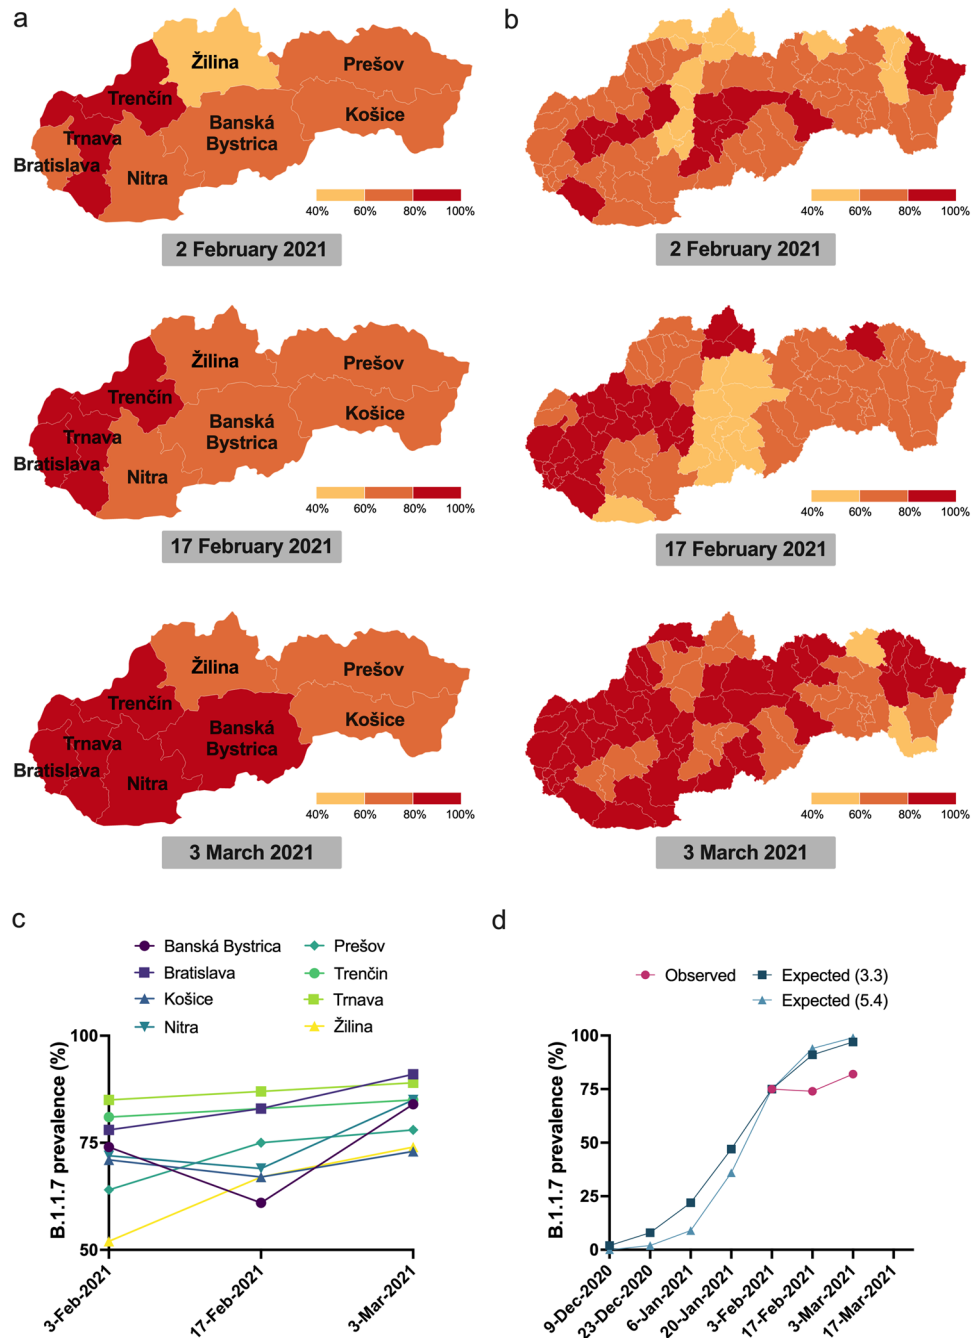 a
Žilina
Prešov
Trenčín
Košice
Banská
Bystrica
Trnava
Bratislava
Nitra
40% 60% 80% 100%
2 February 2021
b
40% 60% 80% 100%
2 February 2021
Žilina
Prešov
Trenčín
Košice
Banská
Bystrica
Trnava
Bratislava
Nitra
40% 60% 80% 100%
17 February 2021
40% 60% 80% 100%
17 February 2021
Žilina
Prešov
Trenčín
Košice
Banská
Bystrica
Trnava
Bratislava
Nitra
40% 60% 80% 100%
3 March 2021
40% 60% 80% 100%
3 March 2021
c
Banská Bystrica
Prešov
Bratislava
Trenčin
Košice
Trnava
Nitra
Žilina
B.1.1.7 prevalence (%)
100
75
50
3-Feb-2021
17-Feb-2021
3-Mar-2021
d
Observed
Expected (3.3)
Expected (5.4)
B.1.1.7 prevalence (%)
100
75
50
25
0
9-Dec-2020
23-Dec-2020
6-Jan-2021
20-Jan-2021
3-Feb-2021
17-Feb-2021
3-Mar-2021
17-Mar-2021